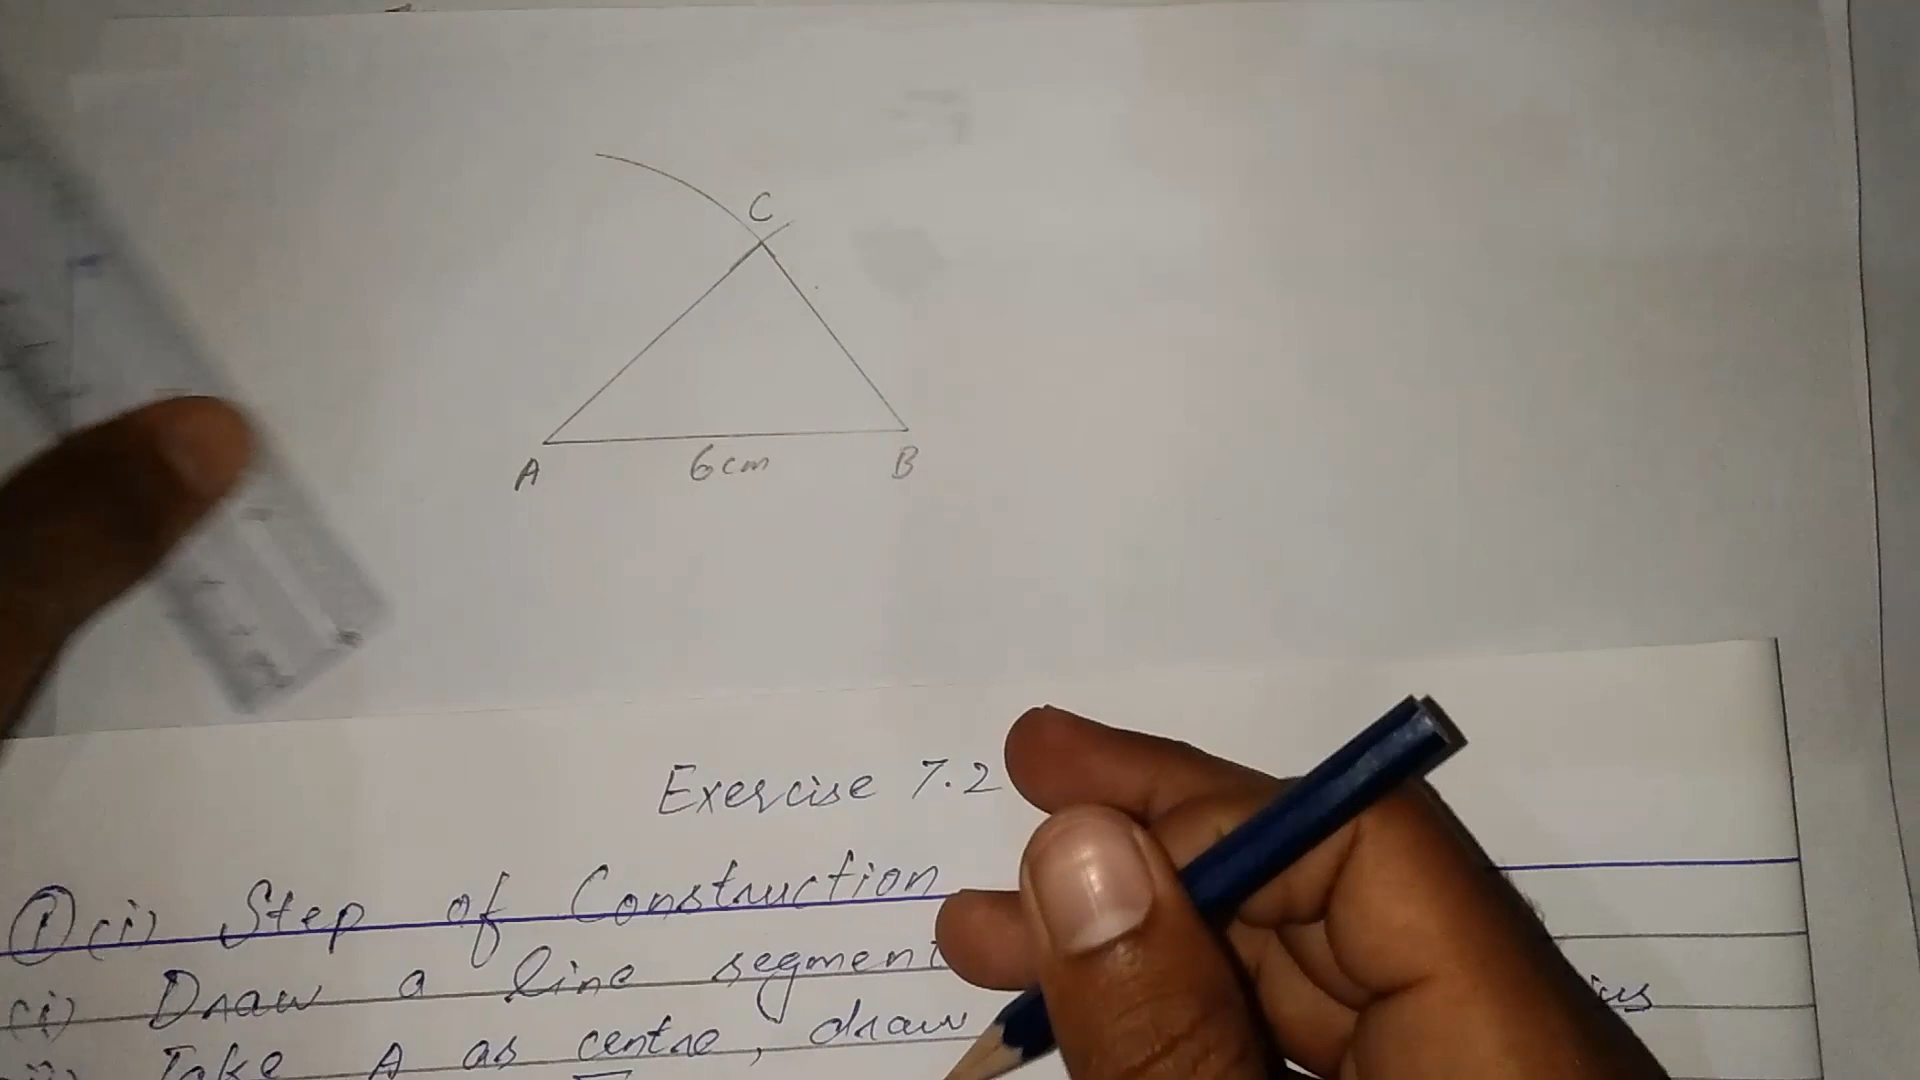 C
A 6cm B
Exercise 7.2
① (i) Step of Construction
(i) Draw a line segment
Take A as centre, draw